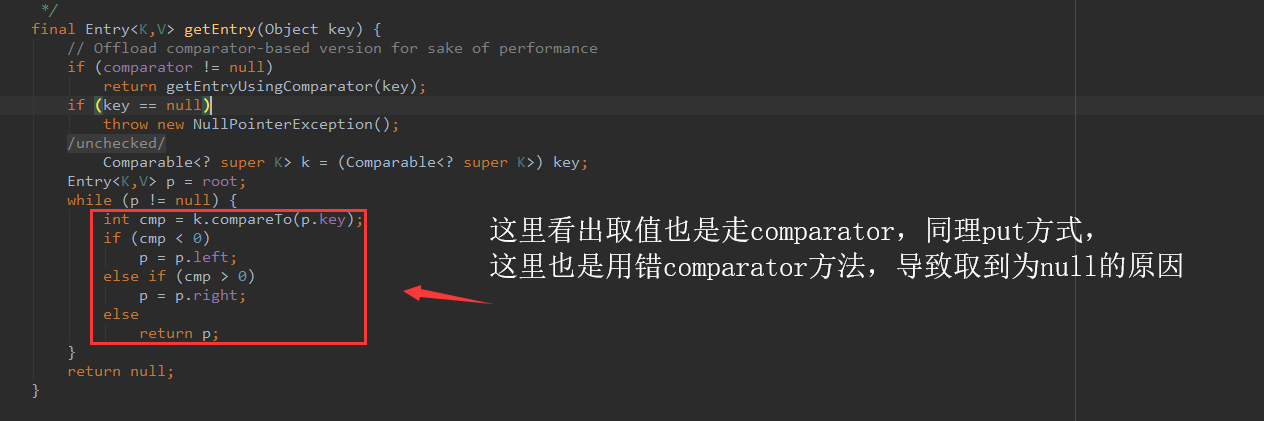 */
final Entry<K,V> getEntry(Object key) {
// Offload comparator-based version for sake of performance
if (comparator != null)
return getEntryUsingComparator(key);
if (key == null)
throw new NullPointerException();
/unchecked/
Comparable<? super K> k = (Comparable<? super K>) key;
Entry<K,V> p = root;
while (p != null) {
int cmp = k.compareTo(p.key);
if (cmp < 0)
p = p.left;
else if (cmp > 0)
p = p.right;
else
return p;
}
return null;
}
这里看出取值也是走comparator，同理put方式，
这里也是用错comparator方法，导致取到为null的原因